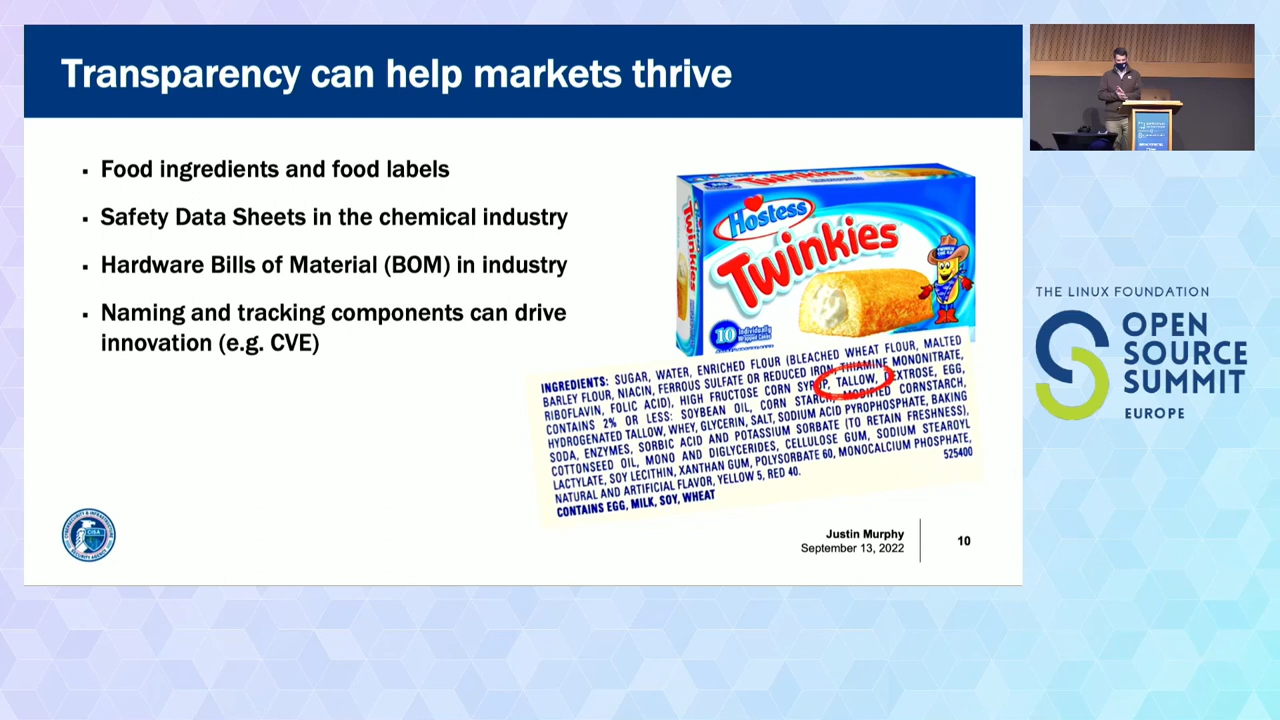 Transparency can help markets thrive
▪ Food ingredients and food labels
▪ Safety Data Sheets in the chemical industry
▪ Hardware Bills of Material (BOM) in industry
▪ Naming and tracking components can drive
innovation (e.g. CVE)
Hostess
Twinkies
Twinkies
10 Individually
Wrapped Cakes
INGREDIENTS: SUGAR, WATER, ENRICHED FLOUR (BLEACHED WHEAT FLOUR, MALTED
BARLEY FLOUR, NIACIN, FERROUS SULFATE OR REDUCED IRON, THIAMINE MONONITRATE,
RIBOFLAVIN, FOLIC ACID), HIGH FRUCTOSE CORN SYRUP, TALLOW, DEXTROSE, EGG,
CONTAINS 2% OR LESS: SOYBEAN OIL, CORN STARCH, MODIFIED CORNSTARCH,
HYDROGENATED TALLOW, WHEY, GLYCERIN, SALT, SODIUM ACID PYROPHOSPHATE, BAKING
SODA, ENZYMES, SORBIC ACID AND POTASSIUM SORBATE (TO RETAIN FRESHNESS),
COTTONSEED OIL, MONO AND DIGLYCERIDES, CELLULOSE GUM, SODIUM STEAROYL
LACTYLATE, SOY LECITHIN, XANTHAN GUM, POLYSORBATE 60, MONOCALCIUM PHOSPHATE,
NATURAL AND ARTIFICIAL FLAVOR, YELLOW 5, RED 40.
525400
CONTAINS EGG, MILK, SOY, WHEAT
CISA
Justin Murphy
September 13, 2022
10
THE LINUX FOUNDATION
OPEN
SOURCE
SUMMIT
EUROPE